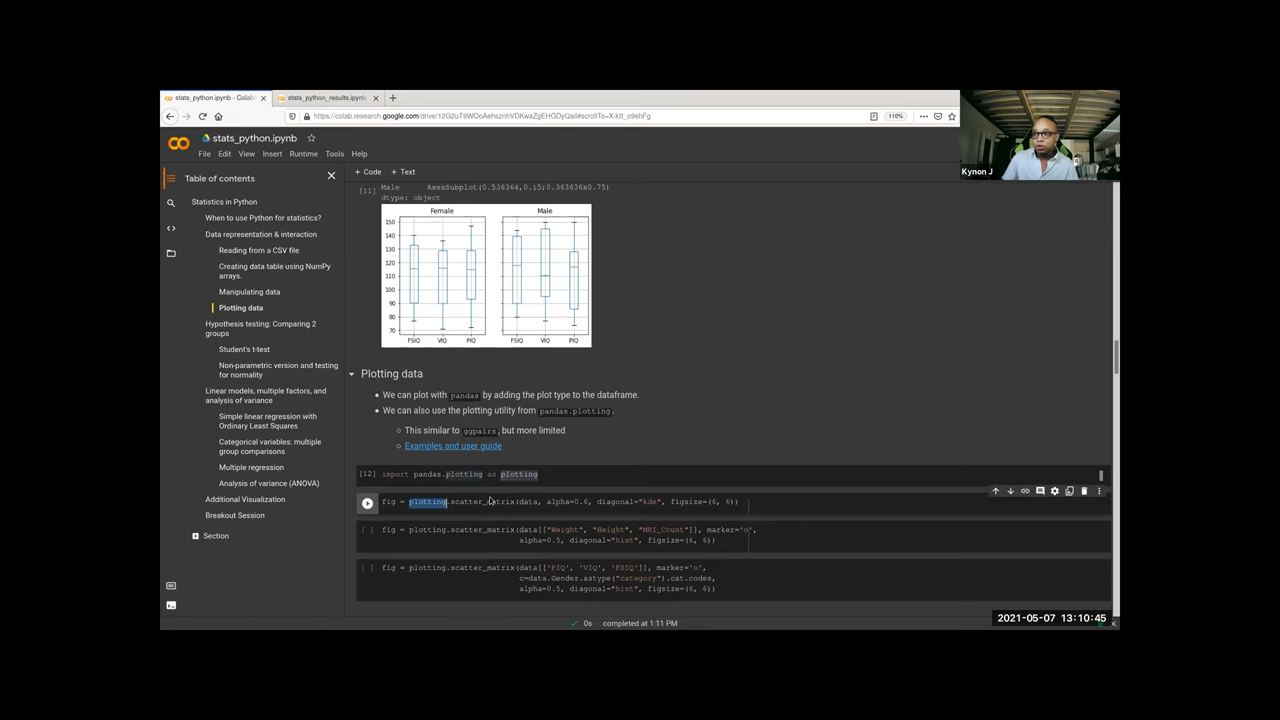 stats_python.ipynb - Colab
stats_python_results.ipynb
110%
Kynon J
stats_python.ipynb
File Edit View Insert Runtime Tools Help
Table of contents
+ Code + Text
Statistics in Python
When to use Python for statistics?
Data representation & interaction
Reading from a CSV file
Creating data table using NumPy
arrays.
Manipulating data
Plotting data
Hypothesis testing: Comparing 2
groups
Student's t-test
Non-parametric version and testing
for normality
Linear models, multiple factors, and
analysis of variance
Simple linear regression with
Ordinary Least Squares
Categorical variables: multiple
group comparisons
Multiple regression
Analysis of variance (ANOVA)
Additional Visualization
Breakout Session
Section
[11] Male AxesSubplot(0.536364,0.15;0.363636x0.75)
dtype: object
Female Male
150
140
130
120
110
100
90
80
70
FSIQ VIQ PIQ FSIQ VIQ PIQ
Plotting data
We can plot with pandas by adding the plot type to the dataframe.
We can also use the plotting utility from pandas.plotting.
This similar to ggpairs, but more limited
Examples and user guide
[12] import pandas.plotting as plotting
fig = plotting.scatter_matrix(data, alpha=0.6, diagonal="kde", figsize=(6, 6))
[ ] fig = plotting.scatter_matrix(data[["Weight", "Height", "MRI_Count"]], marker='o',
alpha=0.5, diagonal="hist", figsize=(6, 6))
[ ] fig = plotting.scatter_matrix(data[['PIQ', 'VIQ', 'FSIQ']], marker='o',
c=data.Gender.astype("category").cat.codes,
alpha=0.5, diagonal="hist", figsize=(6, 6))
0s completed at 1:11 PM
2021-05-07 13:10:45